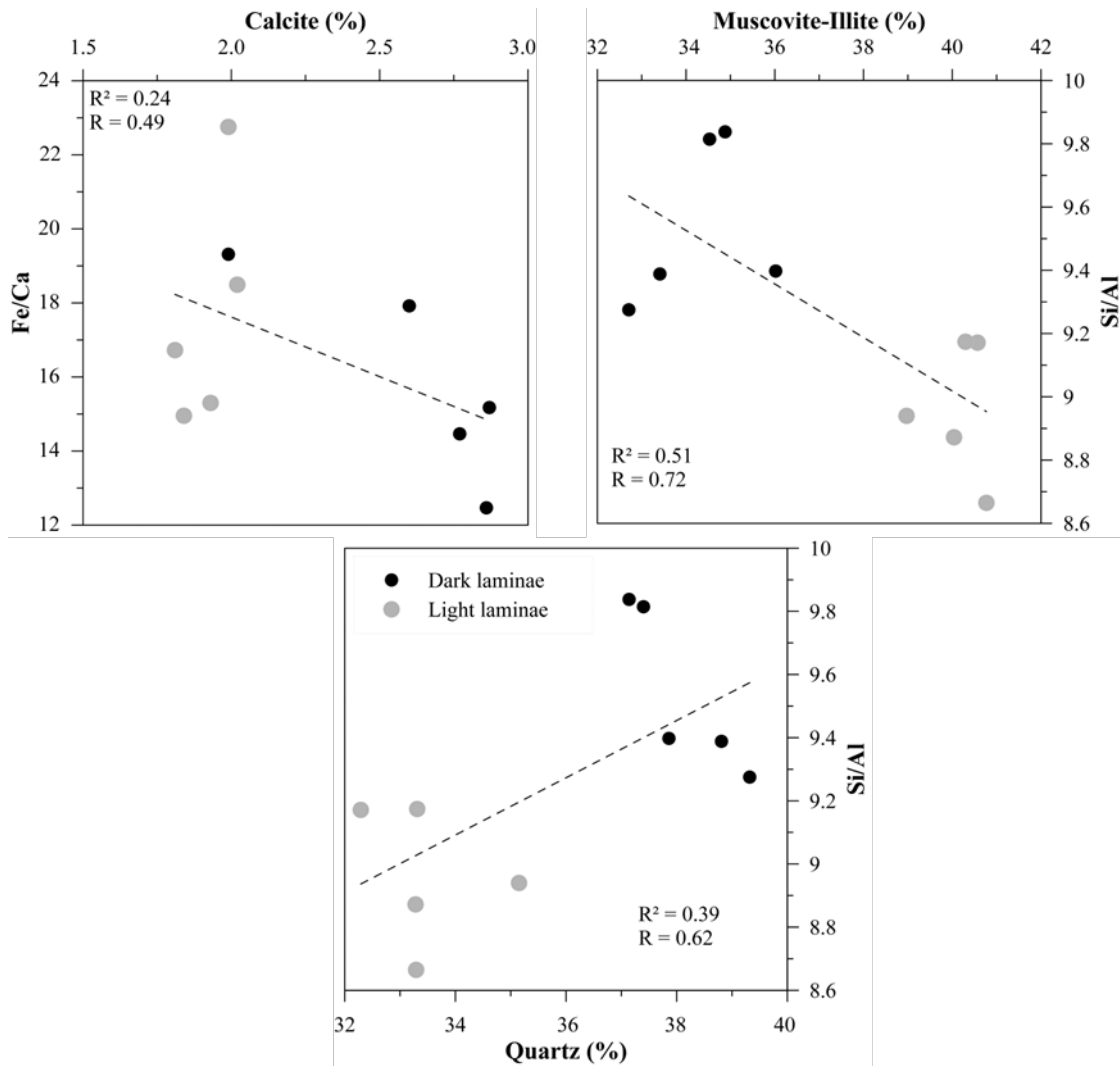 Calcite (%)
1.5 2.0 2.5 3.0
24
22
20
18
16
14
12
Fe/Ca
R² = 0.24
R = 0.49
Muscovite-Illite (%)
32 34 36 38 40 42
10
9.8
9.6
9.4
9.2
9
8.8
8.6
Si/Al
R² = 0.51
R = 0.72
Dark laminae
Light laminae
10
9.8
9.6
9.4
9.2
9
8.8
8.6
Si/Al
R² = 0.39
R = 0.62
32 34 36 38 40
Quartz (%)